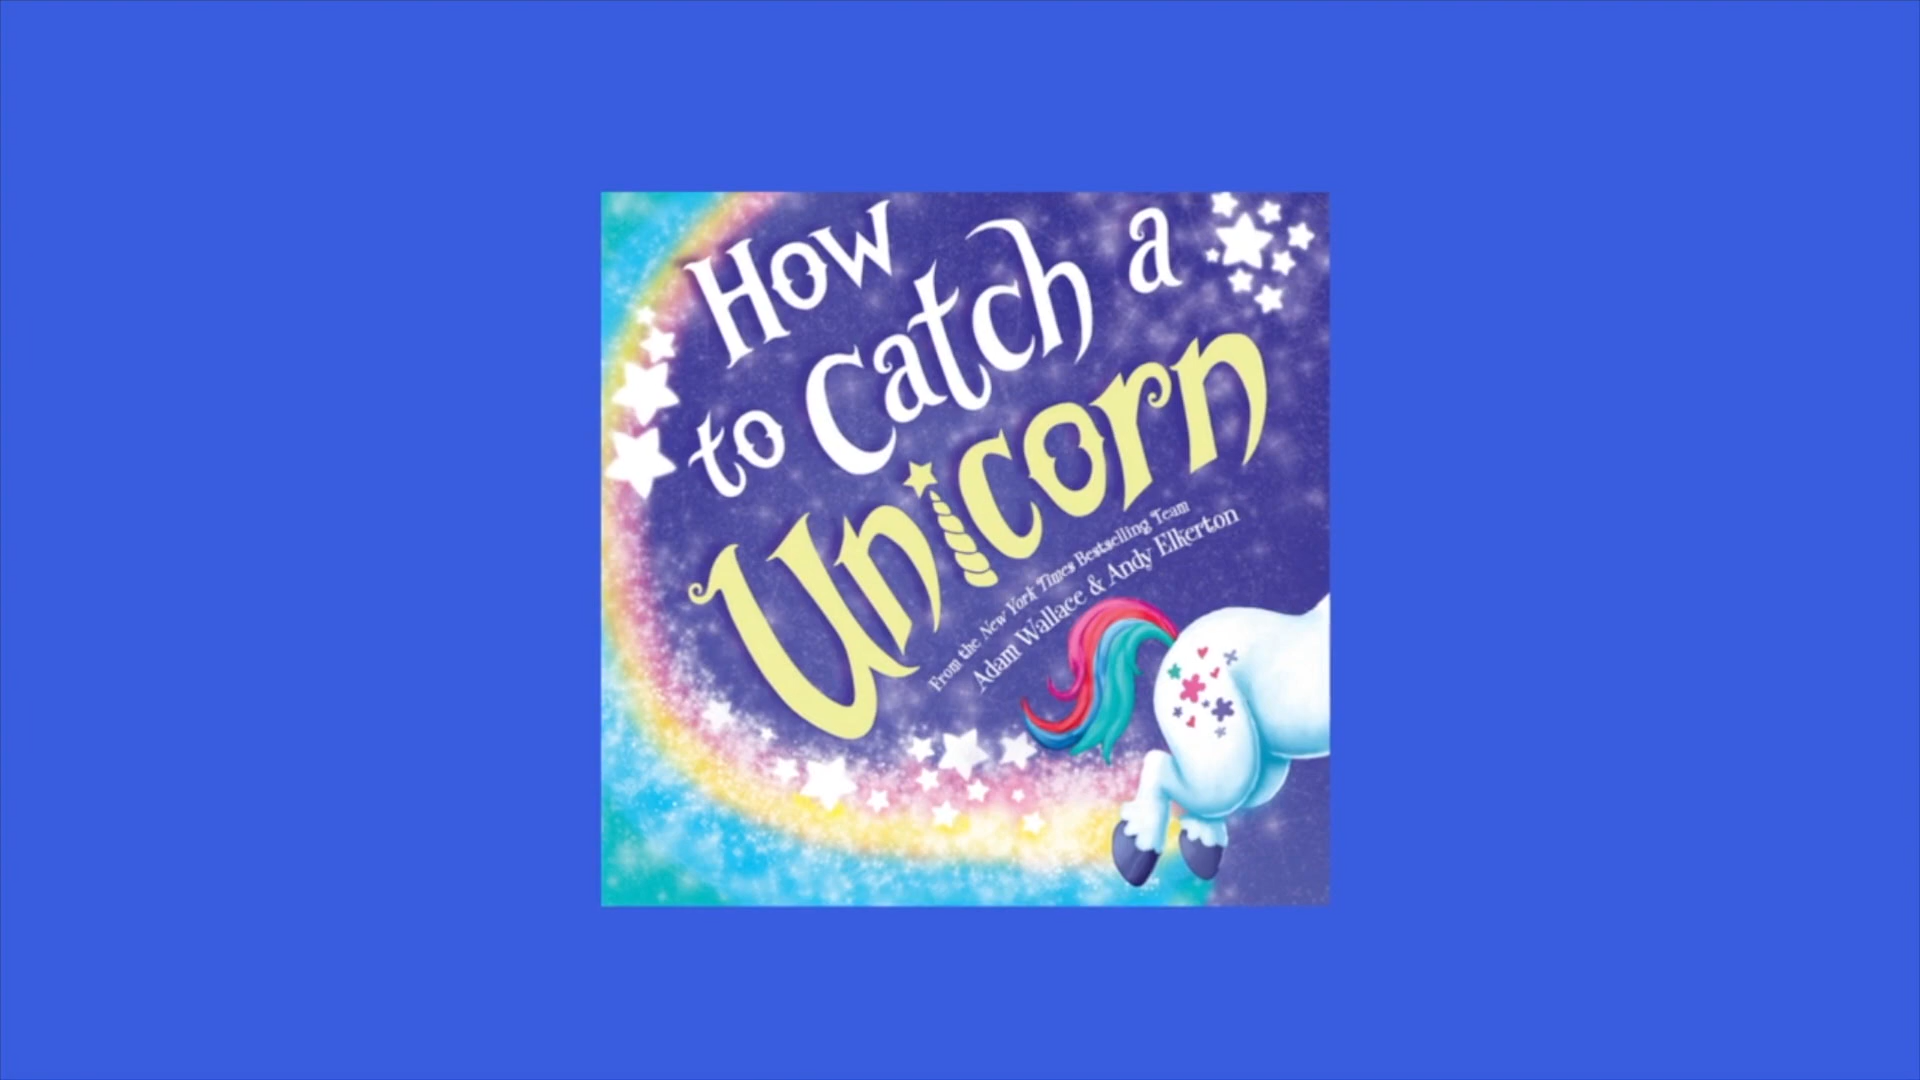 How
to Catch a
Unicorn
From the New York Times Bestselling Team
Adam Wallace & Andy Elkerton